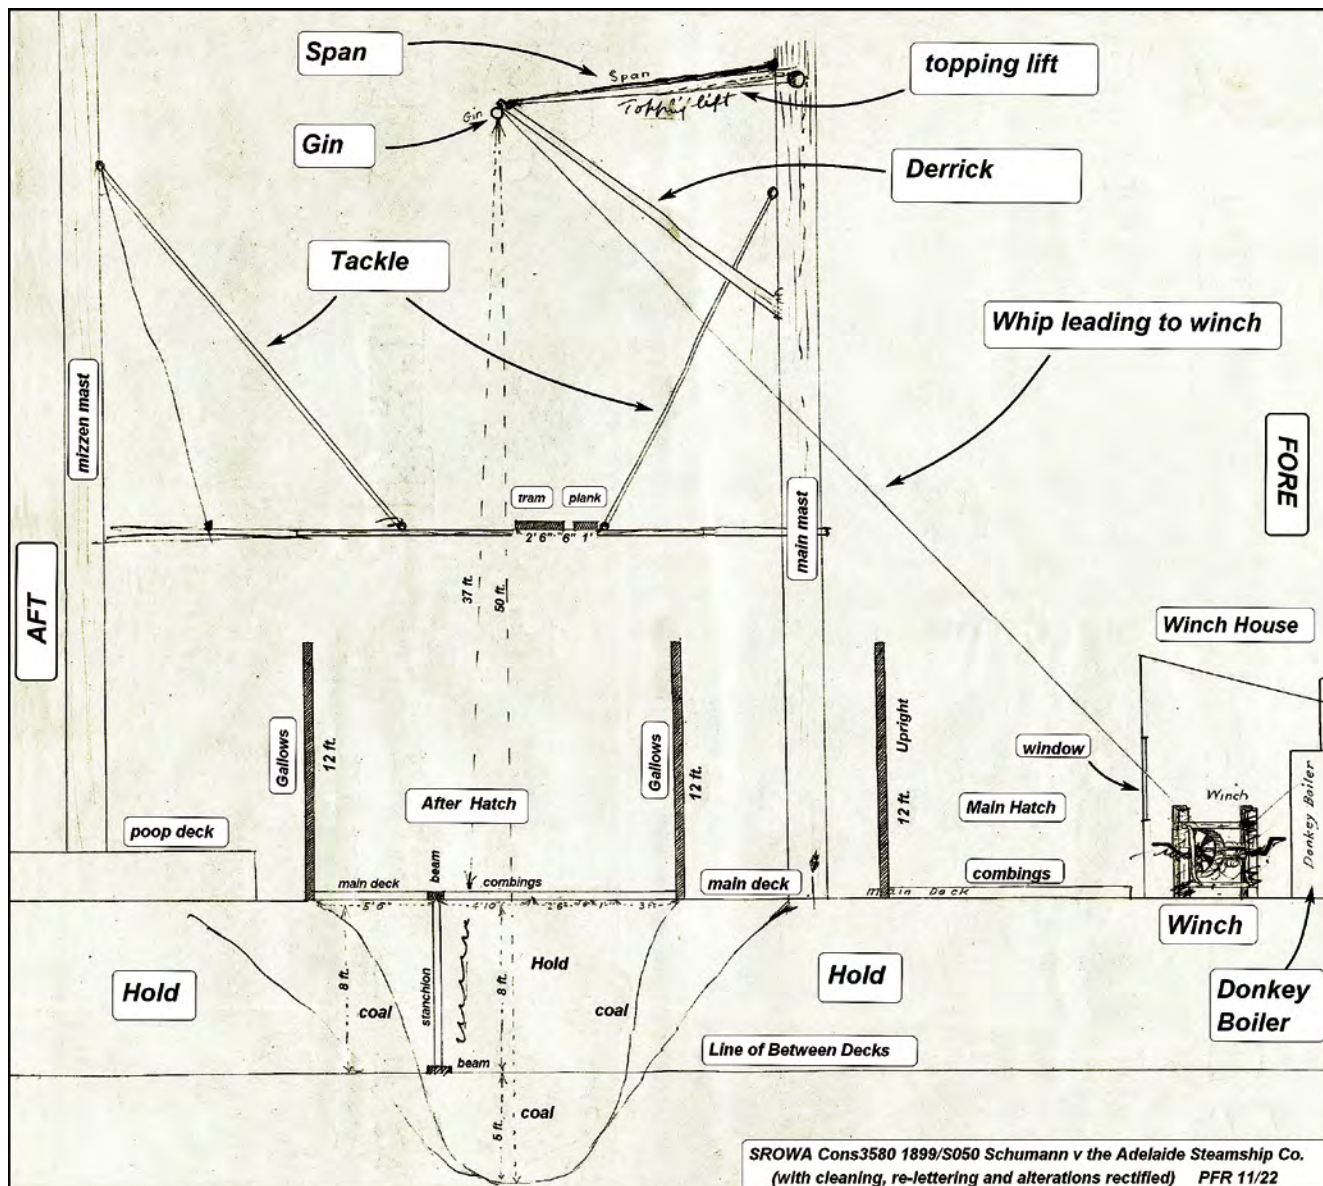 Span
Span
topping lift
Topping lift
Gin
Gin
Derrick
Tackle
Whip leading to winch
mizzen mast
FORE
tram
plank
2' 6" 6" 1'
main mast
AFT
37 ft.
50 ft.
Winch House
Gallows
12 ft.
Gallows
12 ft.
Upright
12 ft.
window
After Hatch
Main Hatch
Winch
Donkey Boiler
poop deck
main deck
beam
combings
main deck
combings
Main Deck
5' 6"
4' 10"
2' 6"
3 ft
Winch
Hold
8 ft.
coal
stanchion
8 ft.
Hold
coal
Hold
Donkey
Boiler
beam
Line of Between Decks
5 ft.
coal
SROWA Cons3580 1899/S050 Schumann v the Adelaide Steamship Co.
(with cleaning, re-lettering and alterations rectified) PFR 11/22